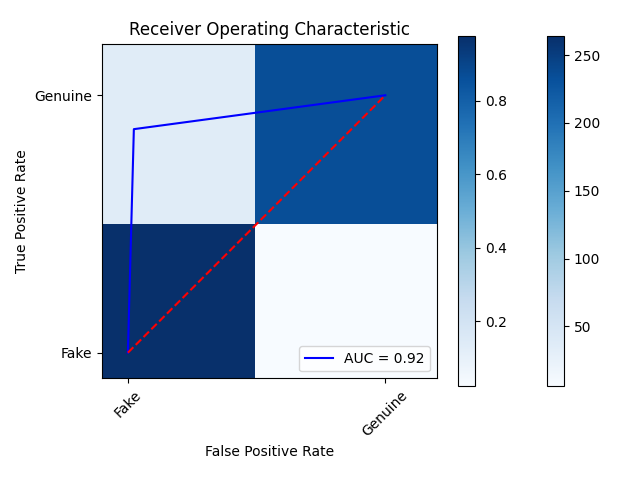 Receiver Operating Characteristic
Genuine
Fake
True Positive Rate
AUC = 0.92
Fake
Genuine
False Positive Rate
0.8
0.6
0.4
0.2
250
200
150
100
50